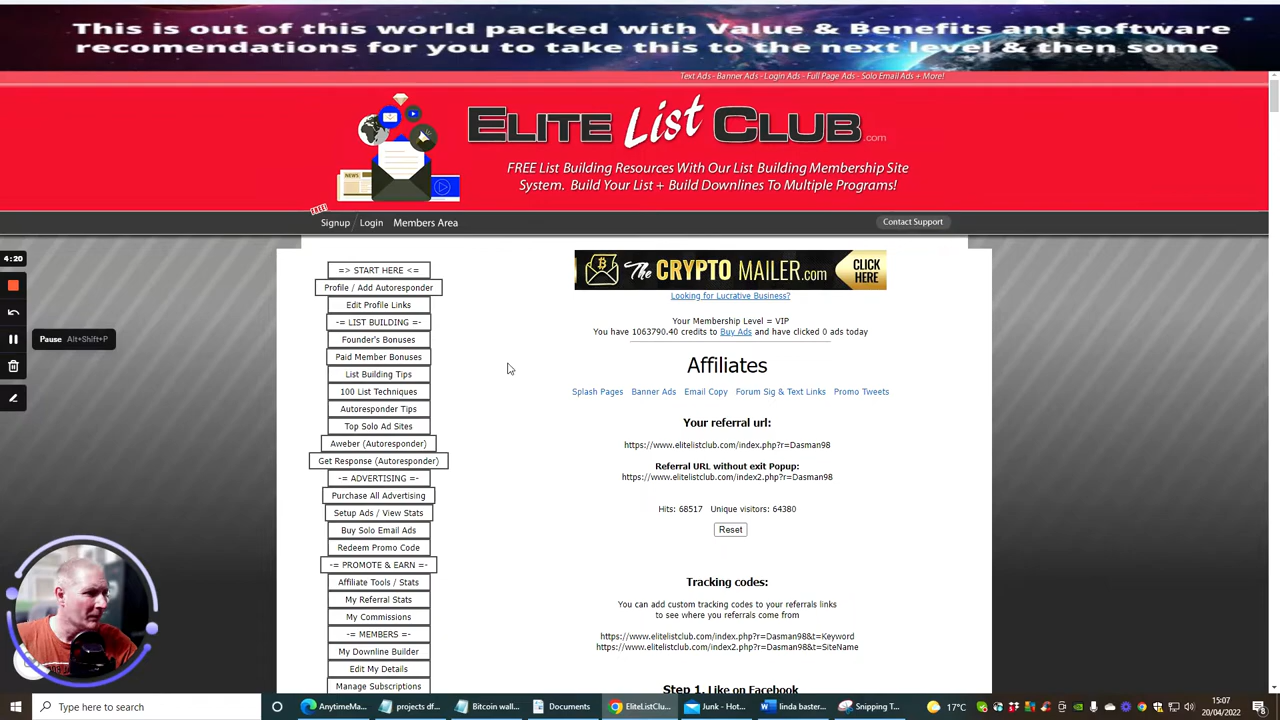 This is out of this world packed with Value & Benefits and software
recomendations for you to take this to the next level & then some
Text Ads - Banner Ads - Login Ads - Full Page Ads - Solo Email Ads + More!
ELITE List CLUB.com
FREE List Building Resources With Our List Building Membership Site
System. Build Your List + Build Downlines To Multiple Programs!
NEWS
FREE!
Signup
Login
Members Area
Contact Support
4:20
Pause Alt+Shift+P
=> START HERE <=
Profile / Add Autoresponder
Edit Profile Links
-= LIST BUILDING =-
Founder's Bonuses
Paid Member Bonuses
List Building Tips
100 List Techniques
Autoresponder Tips
Top Solo Ad Sites
Aweber (Autoresponder)
Get Response (Autoresponder)
-= ADVERTISING =-
Purchase All Advertising
Setup Ads / View Stats
Buy Solo Email Ads
Redeem Promo Code
-= PROMOTE & EARN =-
Affiliate Tools / Stats
My Referral Stats
My Commissions
-= MEMBERS =-
My Downline Builder
Edit My Details
Manage Subscriptions
The CRYPTO MAILER.com
CLICK
HERE
Looking for Lucrative Business?
Your Membership Level = VIP
You have 1063790.40 credits to Buy Ads and have clicked 0 ads today
Affiliates
Splash Pages Banner Ads Email Copy Forum Sig & Text Links Promo Tweets
Your referral url:
https://www.elitelistclub.com/index.php?r=Dasman98
Referral URL without exit Popup:
https://www.elitelistclub.com/index2.php?r=Dasman98
Hits: 68517 Unique visitors: 64380
Reset
Tracking codes:
You can add custom tracking codes to your referrals links
to see where you referrals come from
https://www.elitelistclub.com/index.php?r=Dasman98&t=Keyword
https://www.elitelistclub.com/index2.php?r=Dasman98&t=SiteName
Step 1. Like on Facebook
Type here to search
AnytimeMa...
projects df...
Bitcoin wall...
Documents
EliteListClu...
Junk - Hot...
linda baster...
Snipping T...
17°C
15:07
20/04/2022